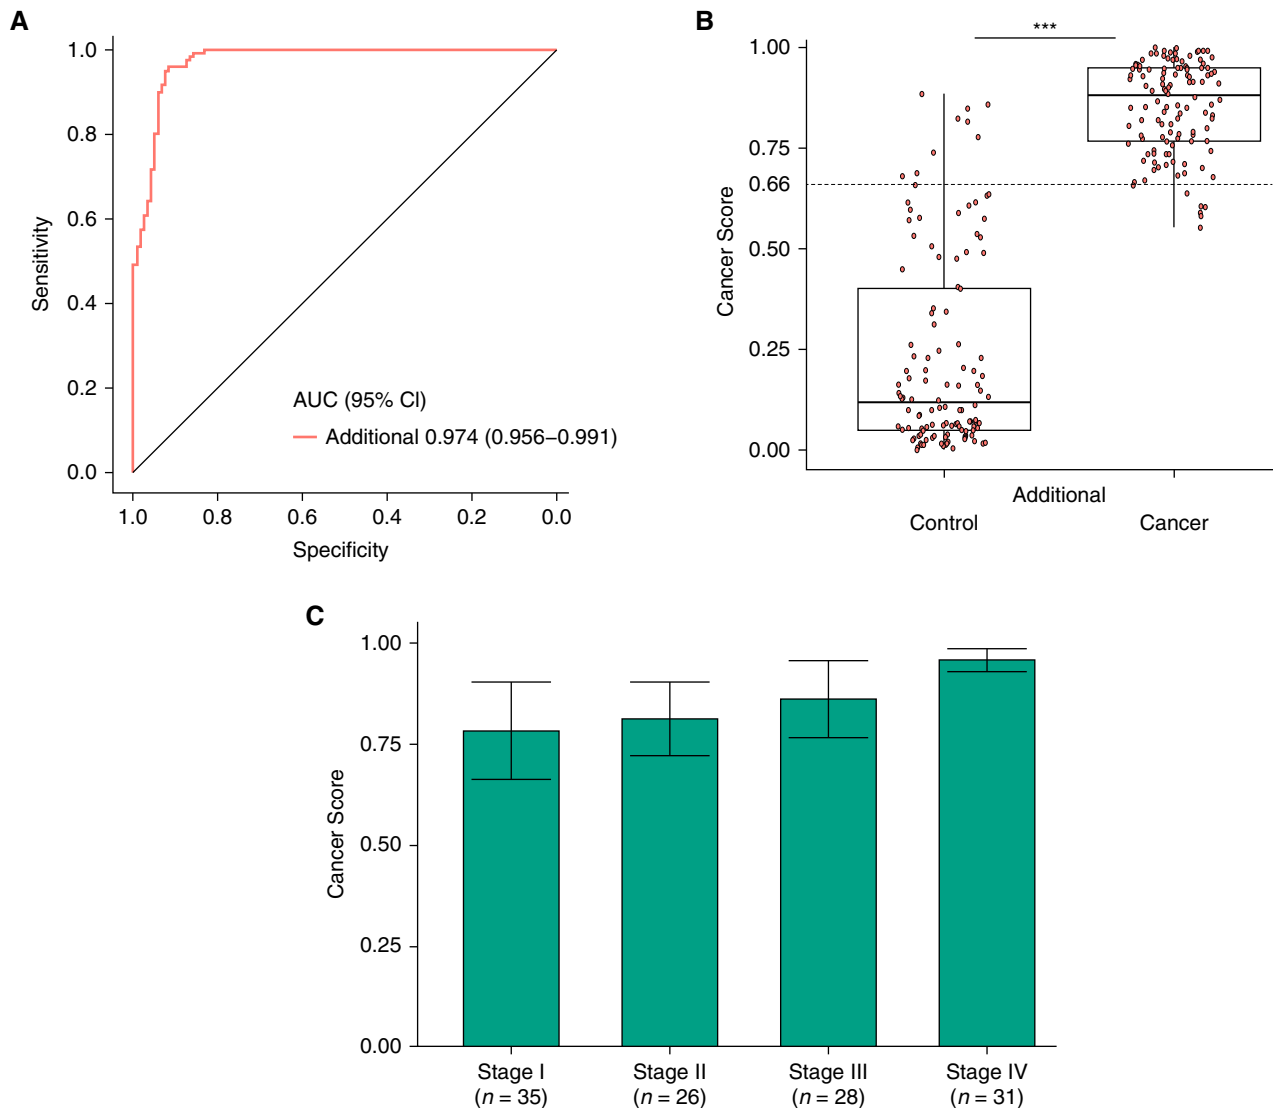 A
1.0
0.8
0.6
0.4
0.2
0.0
Sensitivity
AUC (95% CI)
Additional 0.974 (0.956–0.991)
1.0 0.8 0.6 0.4 0.2 0.0
Specificity
B
***
1.00
0.75
0.66
0.50
0.25
0.00
Cancer Score
Additional
Control Cancer
C
1.00
0.75
0.50
0.25
0.00
Cancer Score
Stage I Stage II Stage III Stage IV
(n = 35) (n = 26) (n = 28) (n = 31)